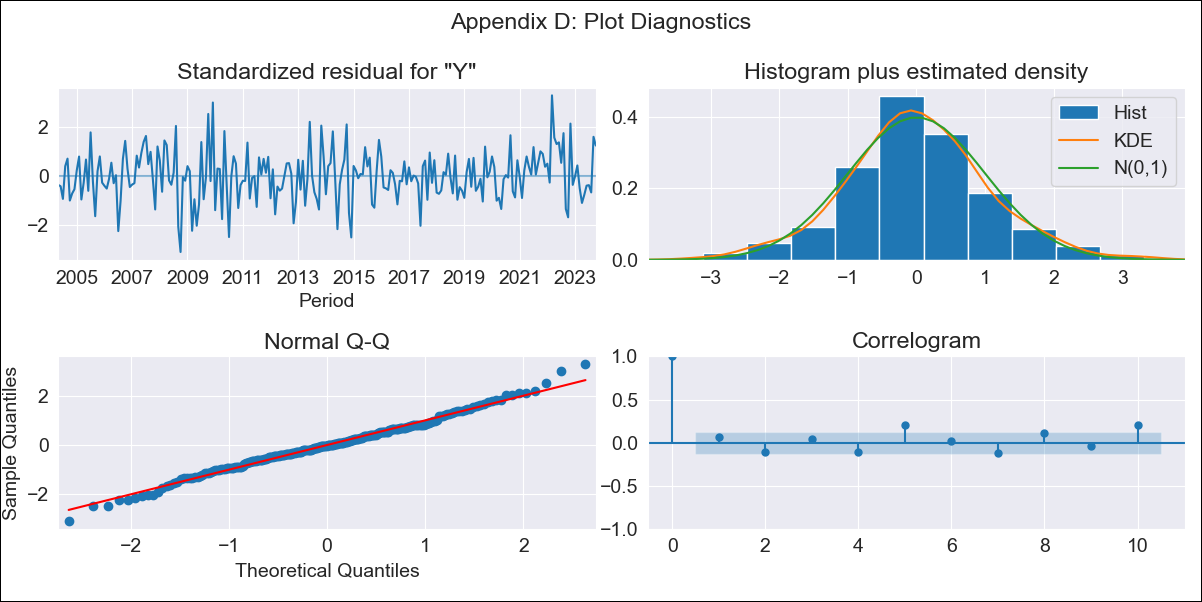 Appendix D: Plot Diagnostics
Standardized residual for "Y"
2
0
−2
2005 2007 2009 2011 2013 2015 2017 2019 2021 2023
Period
Histogram plus estimated density
0.4
0.2
0.0
Hist
KDE
N(0,1)
−3 −2 −1 0 1 2 3
Normal Q-Q
Sample Quantiles
2
0
−2
−2 −1 0 1 2
Theoretical Quantiles
Correlogram
1.0
0.5
0.0
−0.5
−1.0
0 2 4 6 8 10